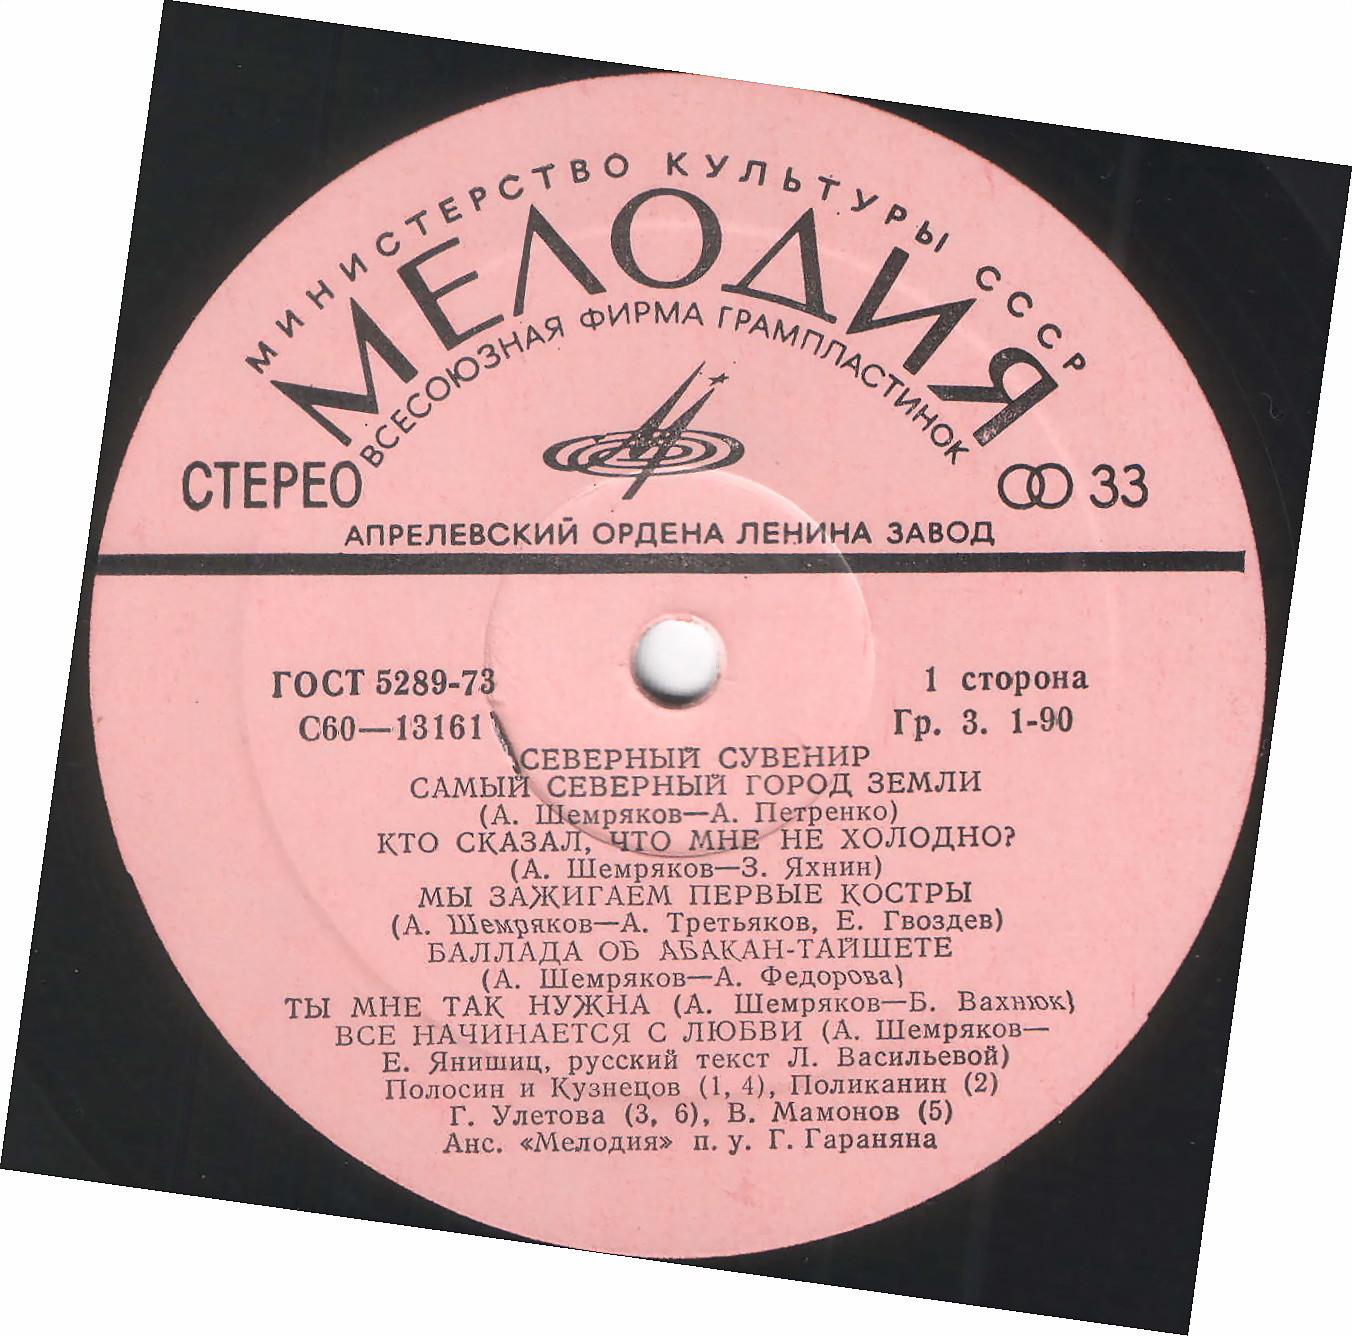 МИНИСТЕРСТВО КУЛЬТУРЫ СССР
МЕЛОДИЯ
ВСЕСОЮЗНАЯ ФИРМА ГРАМПЛАСТИНОК
СТЕРЕО
33
АПРЕЛЕВСКИЙ ОРДЕНА ЛЕНИНА ЗАВОД
ГОСТ 5289-73
1 сторона
С60—13161
Гр. 3. 1-90
СЕВЕРНЫЙ СУВЕНИР
САМЫЙ СЕВЕРНЫЙ ГОРОД ЗЕМЛИ
(А. Шемряков—А. Петренко)
КТО СКАЗАЛ, ЧТО МНЕ НЕ ХОЛОДНО?
(А. Шемряков—З. Яхнин)
МЫ ЗАЖИГАЕМ ПЕРВЫЕ КОСТРЫ
(А. Шемряков—А. Третьяков, Е. Гвоздев)
БАЛЛАДА ОБ АБАКАН-ТАЙШЕТЕ
(А. Шемряков—А. Федорова)
ТЫ МНЕ ТАК НУЖНА (А. Шемряков—Б. Вахнюк)
ВСЕ НАЧИНАЕТСЯ С ЛЮБВИ (А. Шемряков—
Е. Янишиц, русский текст Л. Васильевой)
Полосин и Кузнецов (1, 4), Поликанин (2)
Г. Улетова (3, 6), В. Мамонов (5)
Анс. «Мелодия» п. у. Г. Гараняна